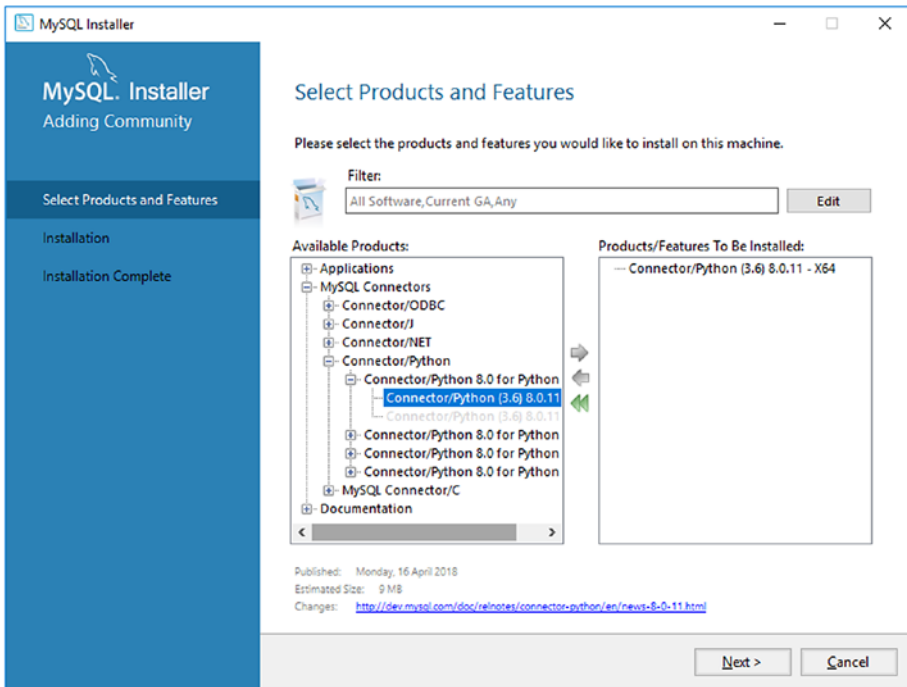 MySQL Installer
MySQL. Installer
Adding Community
Select Products and Features
Installation
Installation Complete
Select Products and Features
Please select the products and features you would like to install on this machine.
Filter:
All Software,Current GA,Any
Edit
Available Products:
Applications
MySQL Connectors
Connector/ODBC
Connector/J
Connector/NET
Connector/Python
Connector/Python 8.0 for Python
Connector/Python (3.6) 8.0.11
Connector/Python (3.6) 8.0.11
Connector/Python 8.0 for Python
Connector/Python 8.0 for Python
Connector/Python 8.0 for Python
MySQL Connector/C
Documentation
Products/Features To Be Installed:
Connector/Python (3.6) 8.0.11 - X64
Published: Monday, 16 April 2018
Estimated Size: 9 MB
Changes: http://dev.mysql.com/doc/relnotes/connector-python/en/news-8-0-11.html
Next >
Cancel